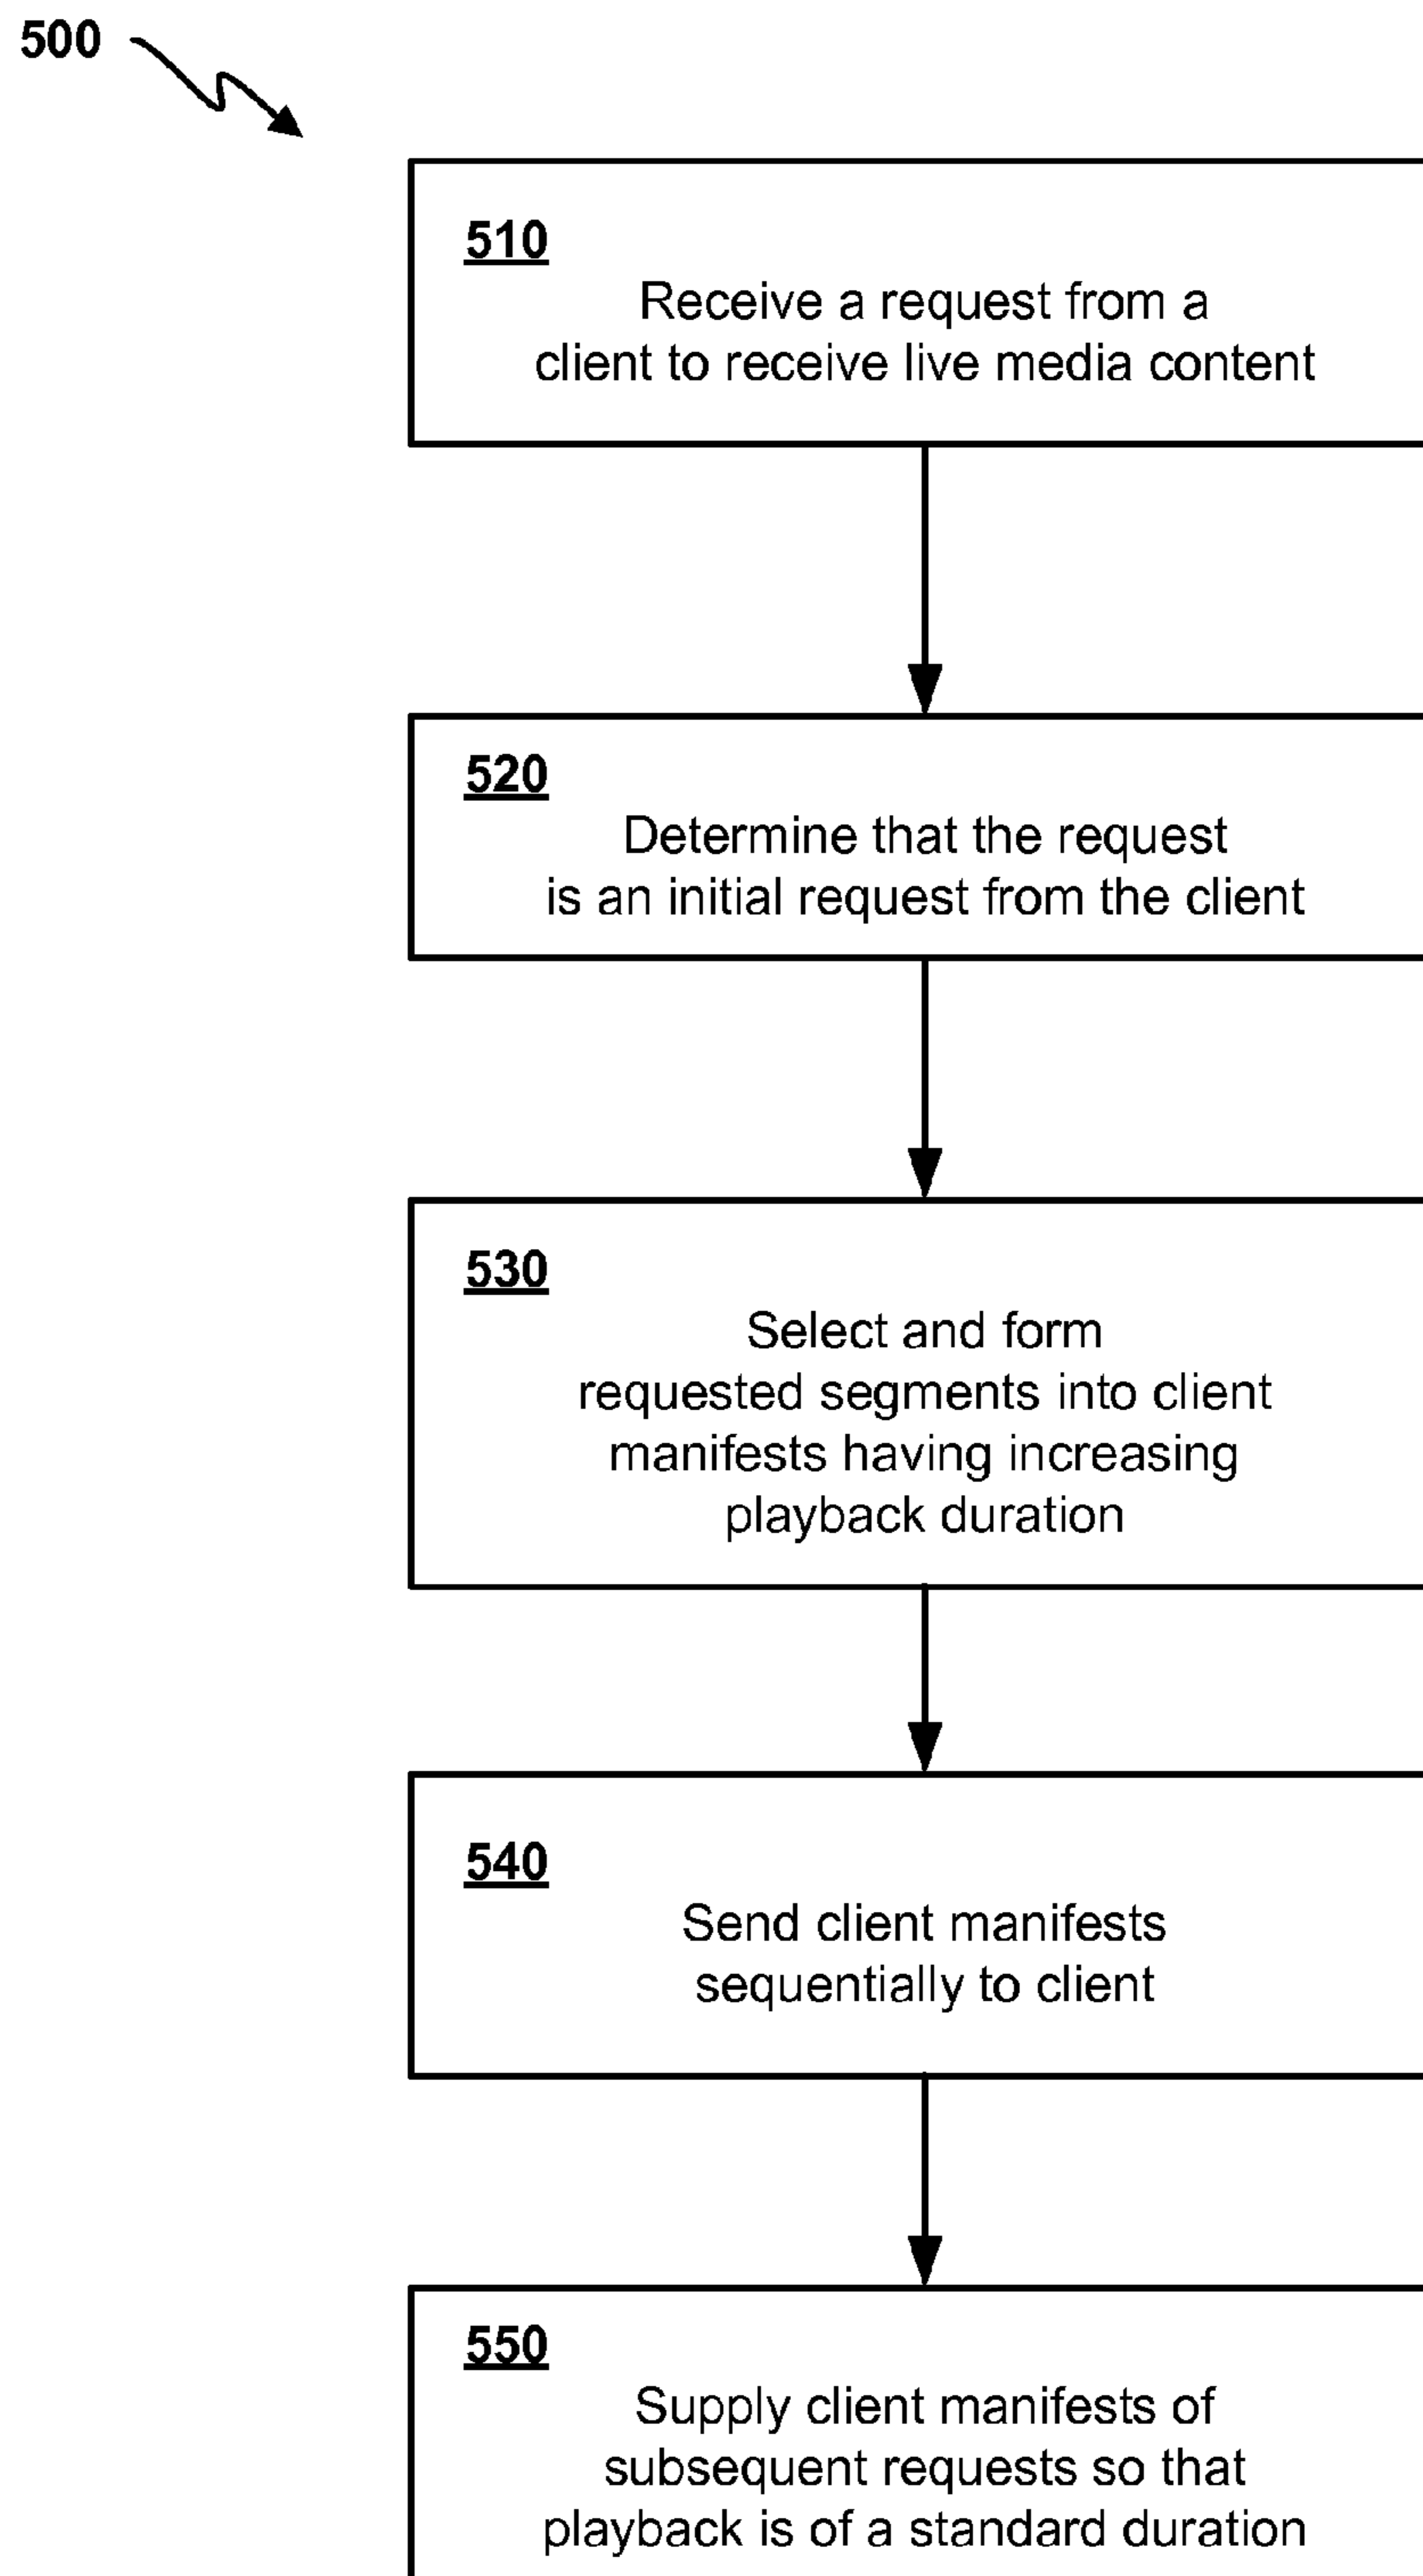 500
510
Receive a request from a
client to receive live media content
520
Determine that the request
is an initial request from the client
530
Select and form
requested segments into client
manifests having increasing
playback duration
540
Send client manifests
sequentially to client
550
Supply client manifests of
subsequent requests so that
playback is of a standard duration